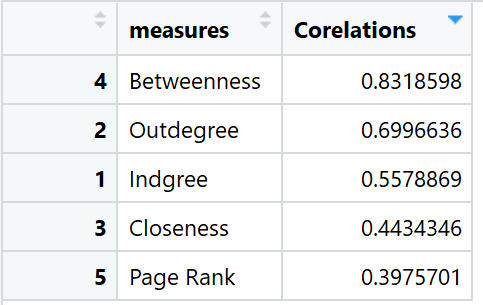 measures Corelations
4 Betweenness 0.8318598
2 Outdegree 0.6996636
1 Indgree 0.5578869
3 Closeness 0.4434346
5 Page Rank 0.3975701